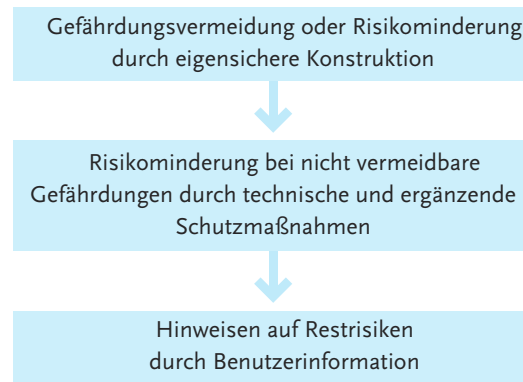 Gefährdungsvermeidung oder Risikominderung
durch eigensichere Konstruktion
Risikominderung bei nicht vermeidbare
Gefährdungen durch technische und ergänzende
Schutzmaßnahmen
Hinweisen auf Restrisiken
durch Benutzerinformation